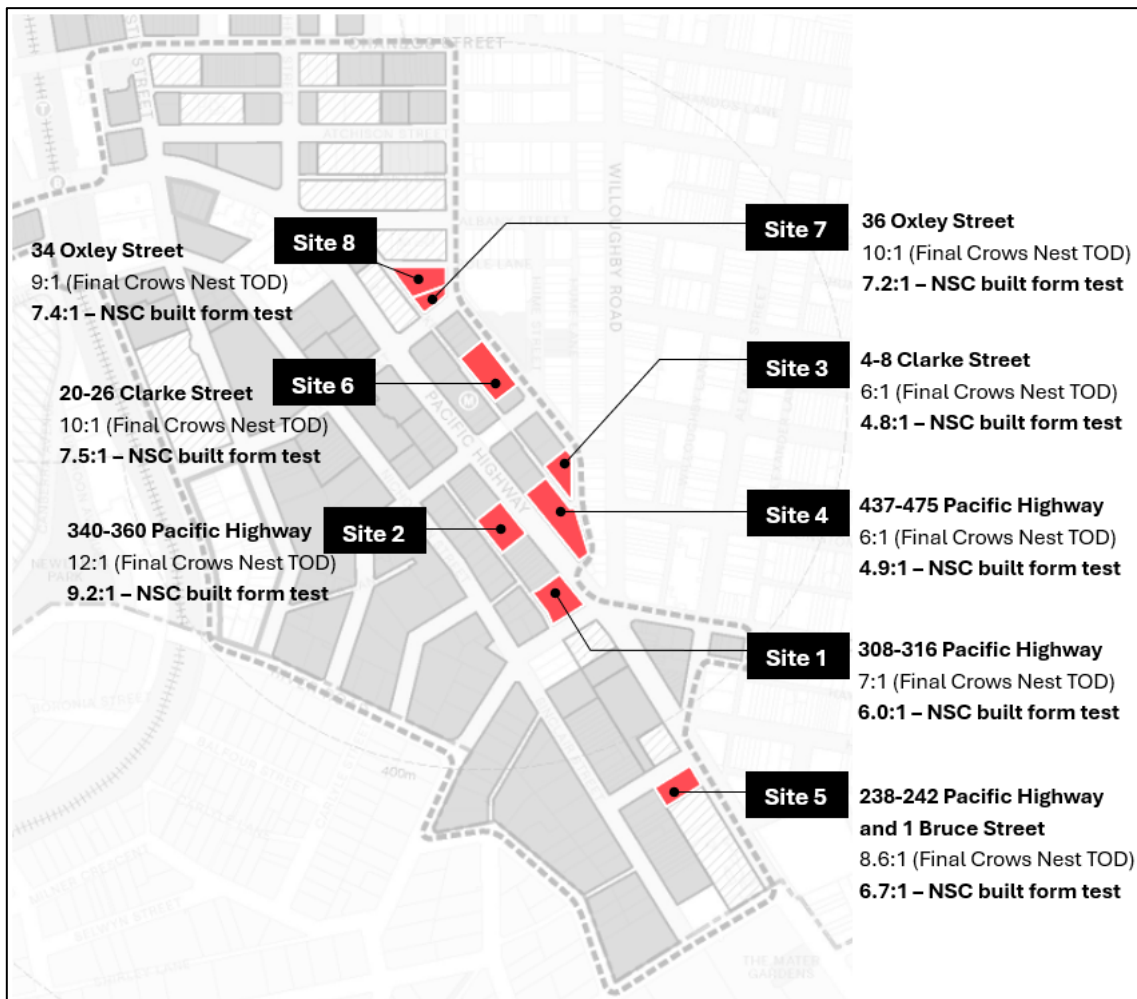 CHANDOS STREET
STREET
CHANDOS LANE
ATCHISON STREET
WILLOUGHBY ROAD
ALBANY STREET
HUME STREET
Site 8
34 Oxley Street
9:1 (Final Crows Nest TOD)
7.4:1 – NSC built form test
Site 7
36 Oxley Street
10:1 (Final Crows Nest TOD)
7.2:1 – NSC built form test
Site 6
20-26 Clarke Street
10:1 (Final Crows Nest TOD)
7.5:1 – NSC built form test
Site 3
4-8 Clarke Street
6:1 (Final Crows Nest TOD)
4.8:1 – NSC built form test
PACIFIC HIGHWAY
Site 2
340-360 Pacific Highway
12:1 (Final Crows Nest TOD)
9.2:1 – NSC built form test
Site 4
437-475 Pacific Highway
6:1 (Final Crows Nest TOD)
4.9:1 – NSC built form test
PARK
Site 1
308-316 Pacific Highway
7:1 (Final Crows Nest TOD)
6.0:1 – NSC built form test
SINCLAIR STREET
400m
Site 5
238-242 Pacific Highway
and 1 Bruce Street
8.6:1 (Final Crows Nest TOD)
6.7:1 – NSC built form test
THE MATER
GARDENS